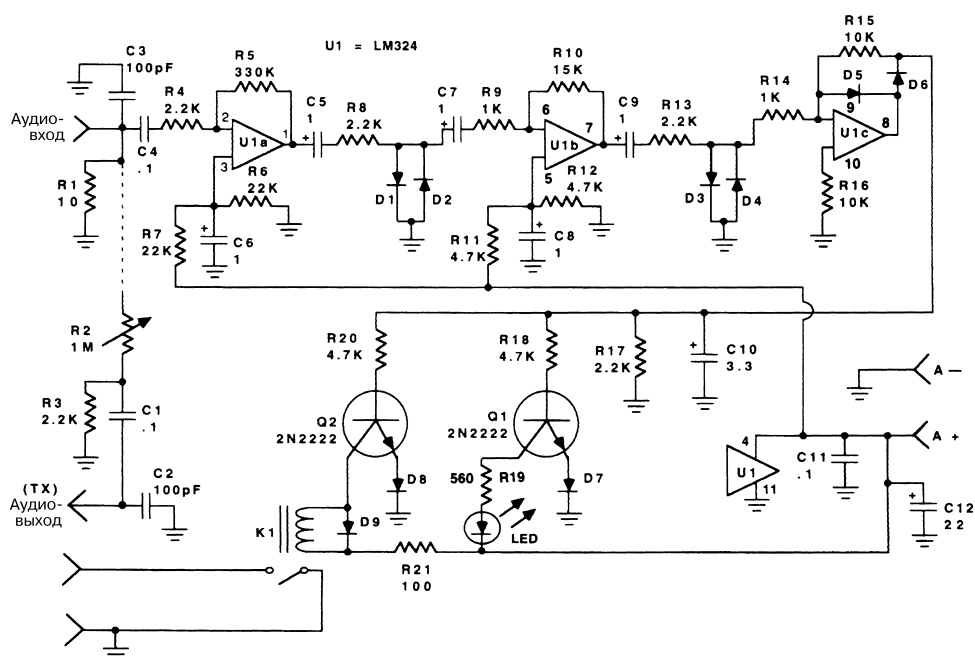 U1 = LM324
C3
100pF
R5
330K
R10
15K
R15
10K
R4
2.2K
C5
1
R8
2.2K
C7
1
R9
1K
C9
1
R13
2.2K
R14
1K
D5
D6
Аудио-
вход
C4
.1
2
3
1
U1a
6
5
7
U1b
9
10
8
U1c
R1
10
R6
22K
D1
D2
R12
4.7K
D3
D4
R16
10K
R7
22K
C6
1
R11
4.7K
C8
1
R2
1M
R20
4.7K
R18
4.7K
R17
2.2K
C10
3.3
A —
R3
2.2K
C1
.1
Q2
2N2222
Q1
2N2222
A +
4
U1
11
C11
.1
(TX)
Аудио-
выход
C2
100pF
D8
560
R19
D7
C12
22
K1
D9
LED
R21
100